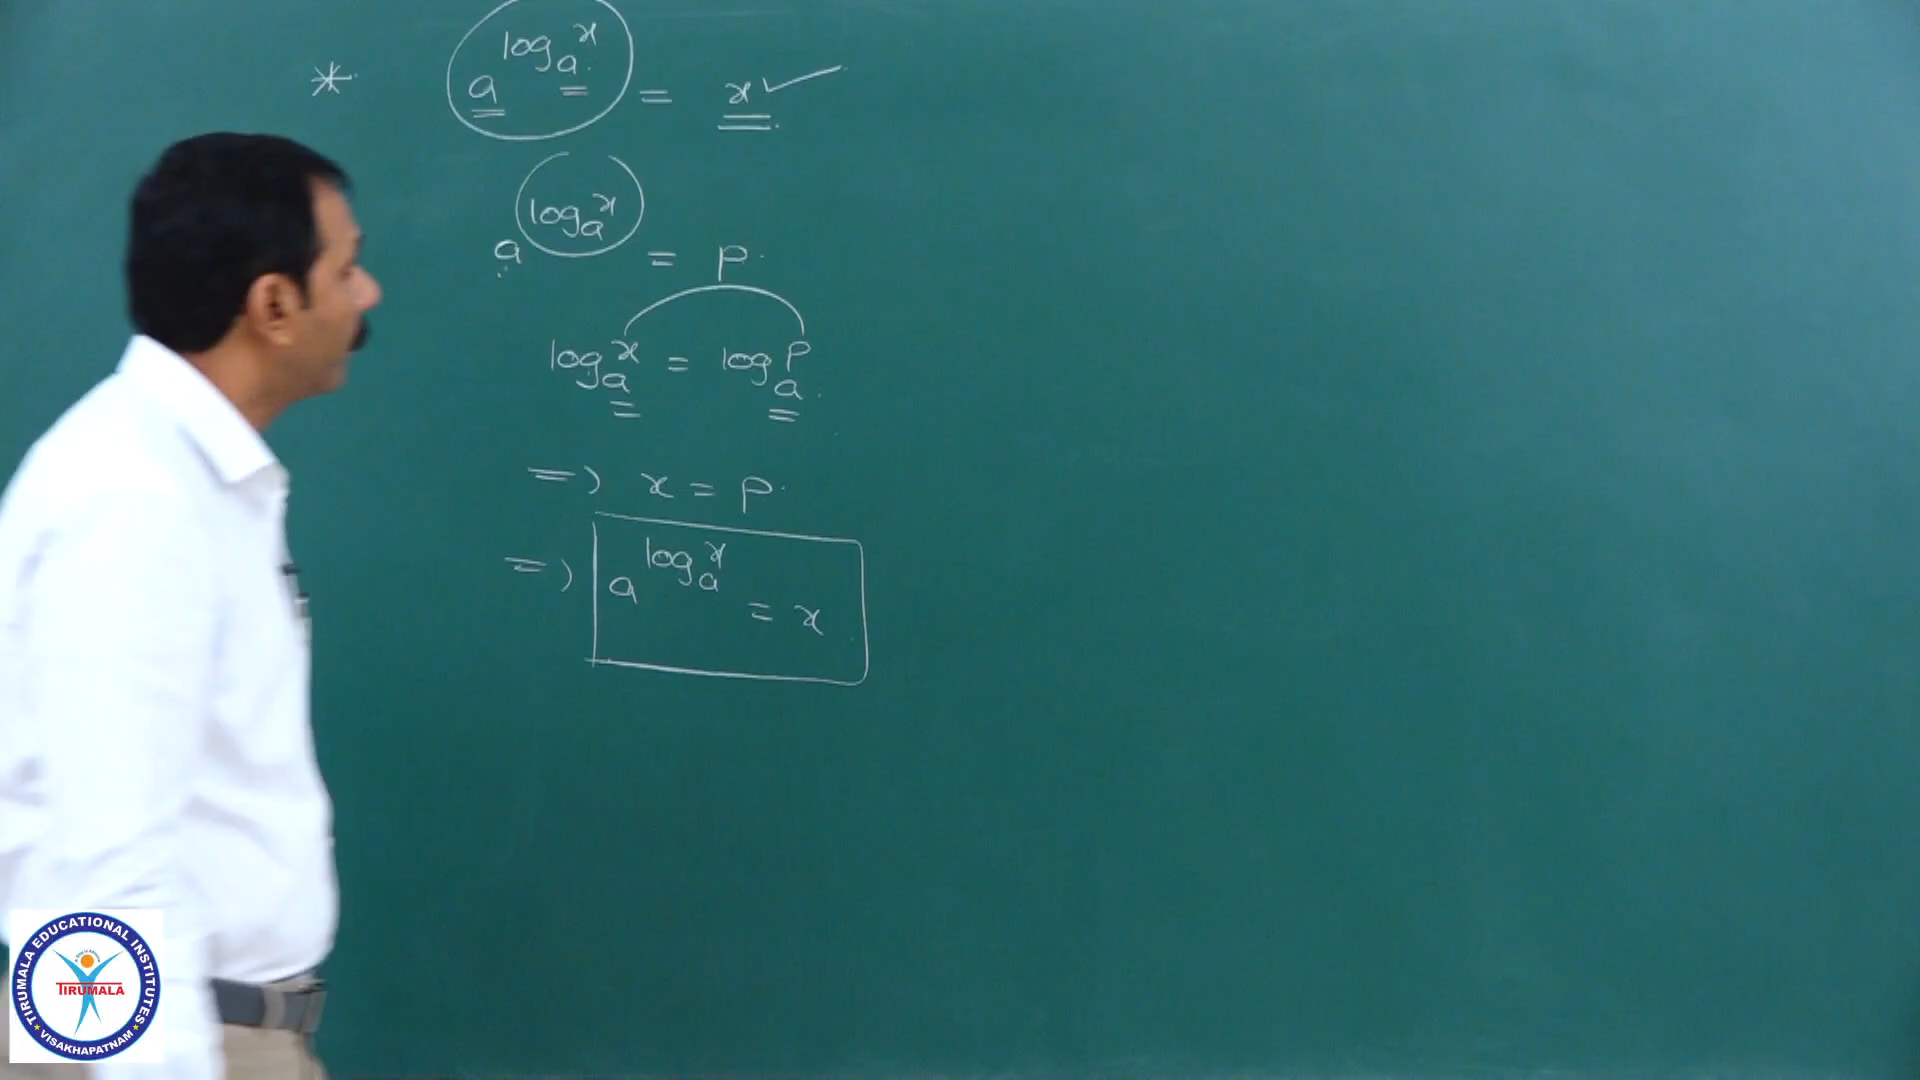 * a^{log_a x} = x ✓
a^{log_a x} = p.
log_a x = log_a p.
=> x = p.
=> a^{log_a x} = x
TIRUMALA EDUCATIONAL INSTITUTES
TIRUMALA
★ VISAKHAPATNAM ★